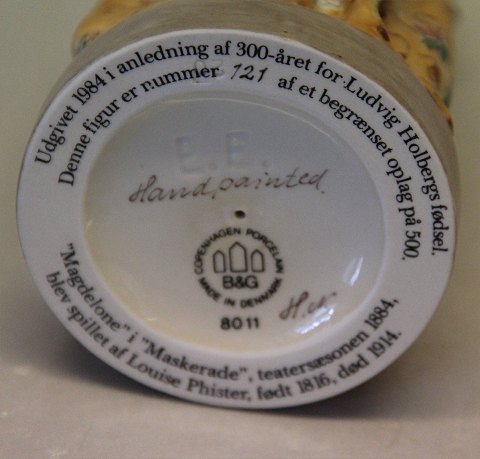 Udgivet 1984 i anledning af 300-året for Ludvig Holbergs fødsel.
Denne figur er nummer 121 af et begrænset oplag på 500.
E.E.
Handpainted
COPENHAGEN PORCELAIN
B&G
MADE IN DENMARK
8011
"Magdelone" i "Maskerade", teatersæsonen 1884,
blev spillet af Louise Phister, født 1816, død 1914.